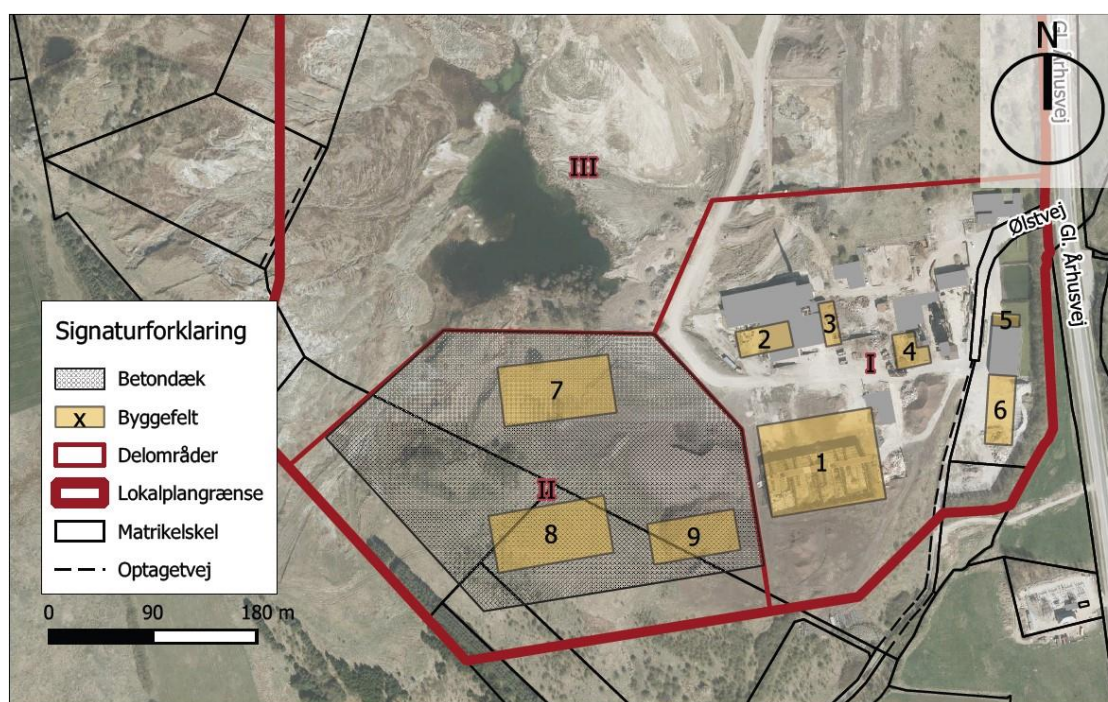 N
Gl. Århusvej
III
Ølstvej
Gl. Århusvej
Signaturforklaring
Betondæk
x Byggefelt
Delområder
Lokalplangrænse
Matrikelskel
Optagetvej
0 90 180 m
2
3
4
5
I
6
7
1
II
8
9